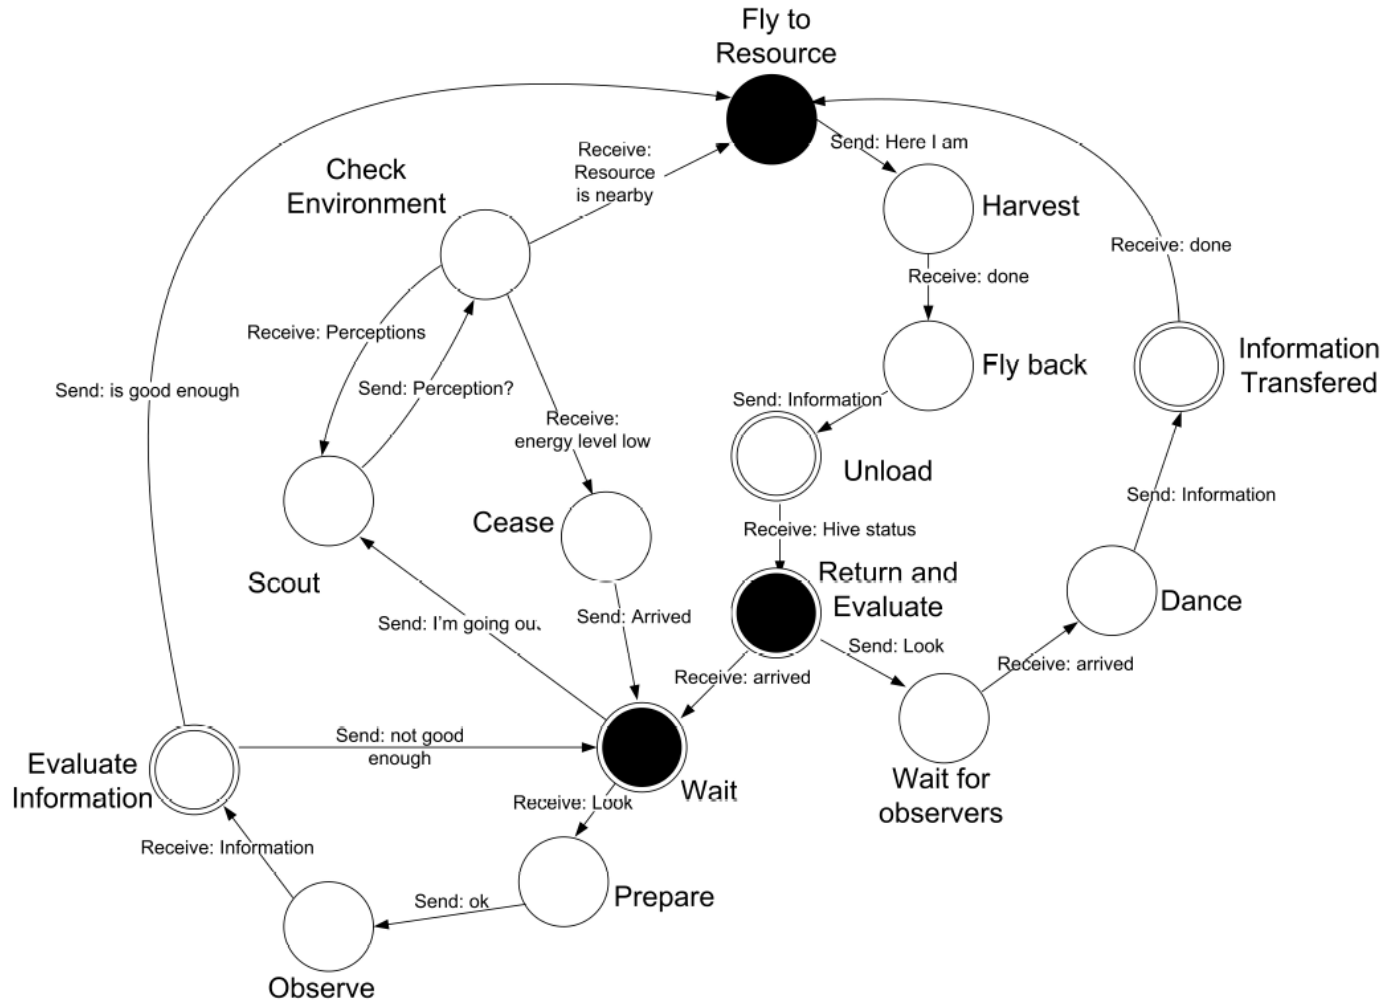 Fly to
Resource
Send: Here I am
Receive:
Resource
is nearby
Check
Environment
Harvest
Receive: done
Receive: done
Receive: Perceptions
Information
Transfered
Fly back
Send: Perception?
Send: is good enough
Send: Information
Receive:
energy level low
Unload
Send: Information
Cease
Receive: Hive status
Return and
Evaluate
Scout
Dance
Send: Arrived
Send: I'm going ou
Send: Look
Receive: arrived
Receive: arrived
Send: not good
enough
Evaluate
Information
Wait
Wait for
observers
Receive: Look
Receive: Information
Prepare
Send: ok
Observe